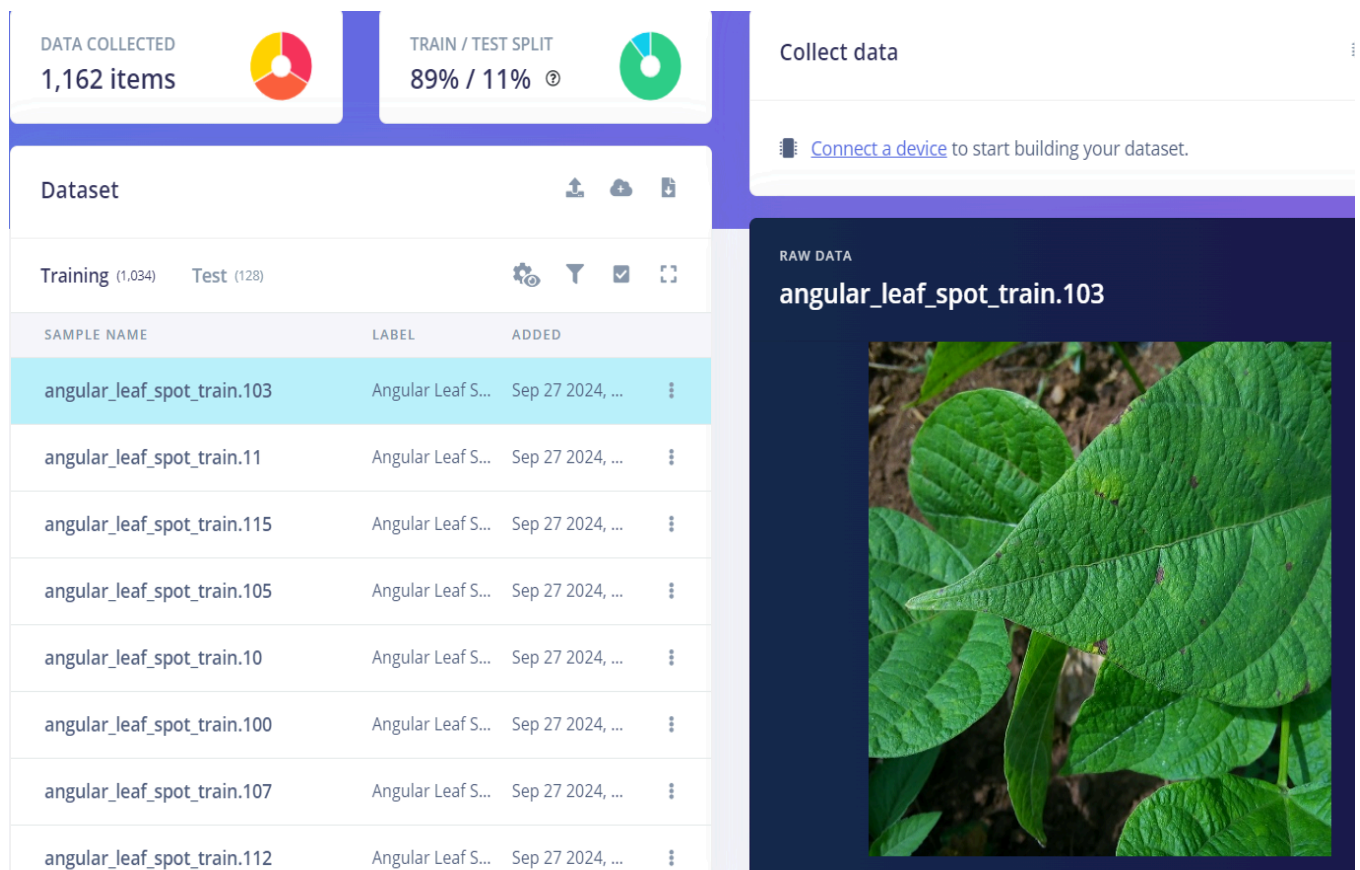 DATA COLLECTED
1,162 items
TRAIN / TEST SPLIT
89% / 11%
Collect data
Connect a device to start building your dataset.
Dataset
Training (1,034) Test (128)
SAMPLE NAME LABEL ADDED
angular_leaf_spot_train.103 Angular Leaf S... Sep 27 2024, ...
angular_leaf_spot_train.11 Angular Leaf S... Sep 27 2024, ...
angular_leaf_spot_train.115 Angular Leaf S... Sep 27 2024, ...
angular_leaf_spot_train.105 Angular Leaf S... Sep 27 2024, ...
angular_leaf_spot_train.10 Angular Leaf S... Sep 27 2024, ...
angular_leaf_spot_train.100 Angular Leaf S... Sep 27 2024, ...
angular_leaf_spot_train.107 Angular Leaf S... Sep 27 2024, ...
angular_leaf_spot_train.112 Angular Leaf S... Sep 27 2024, ...
RAW DATA
angular_leaf_spot_train.103